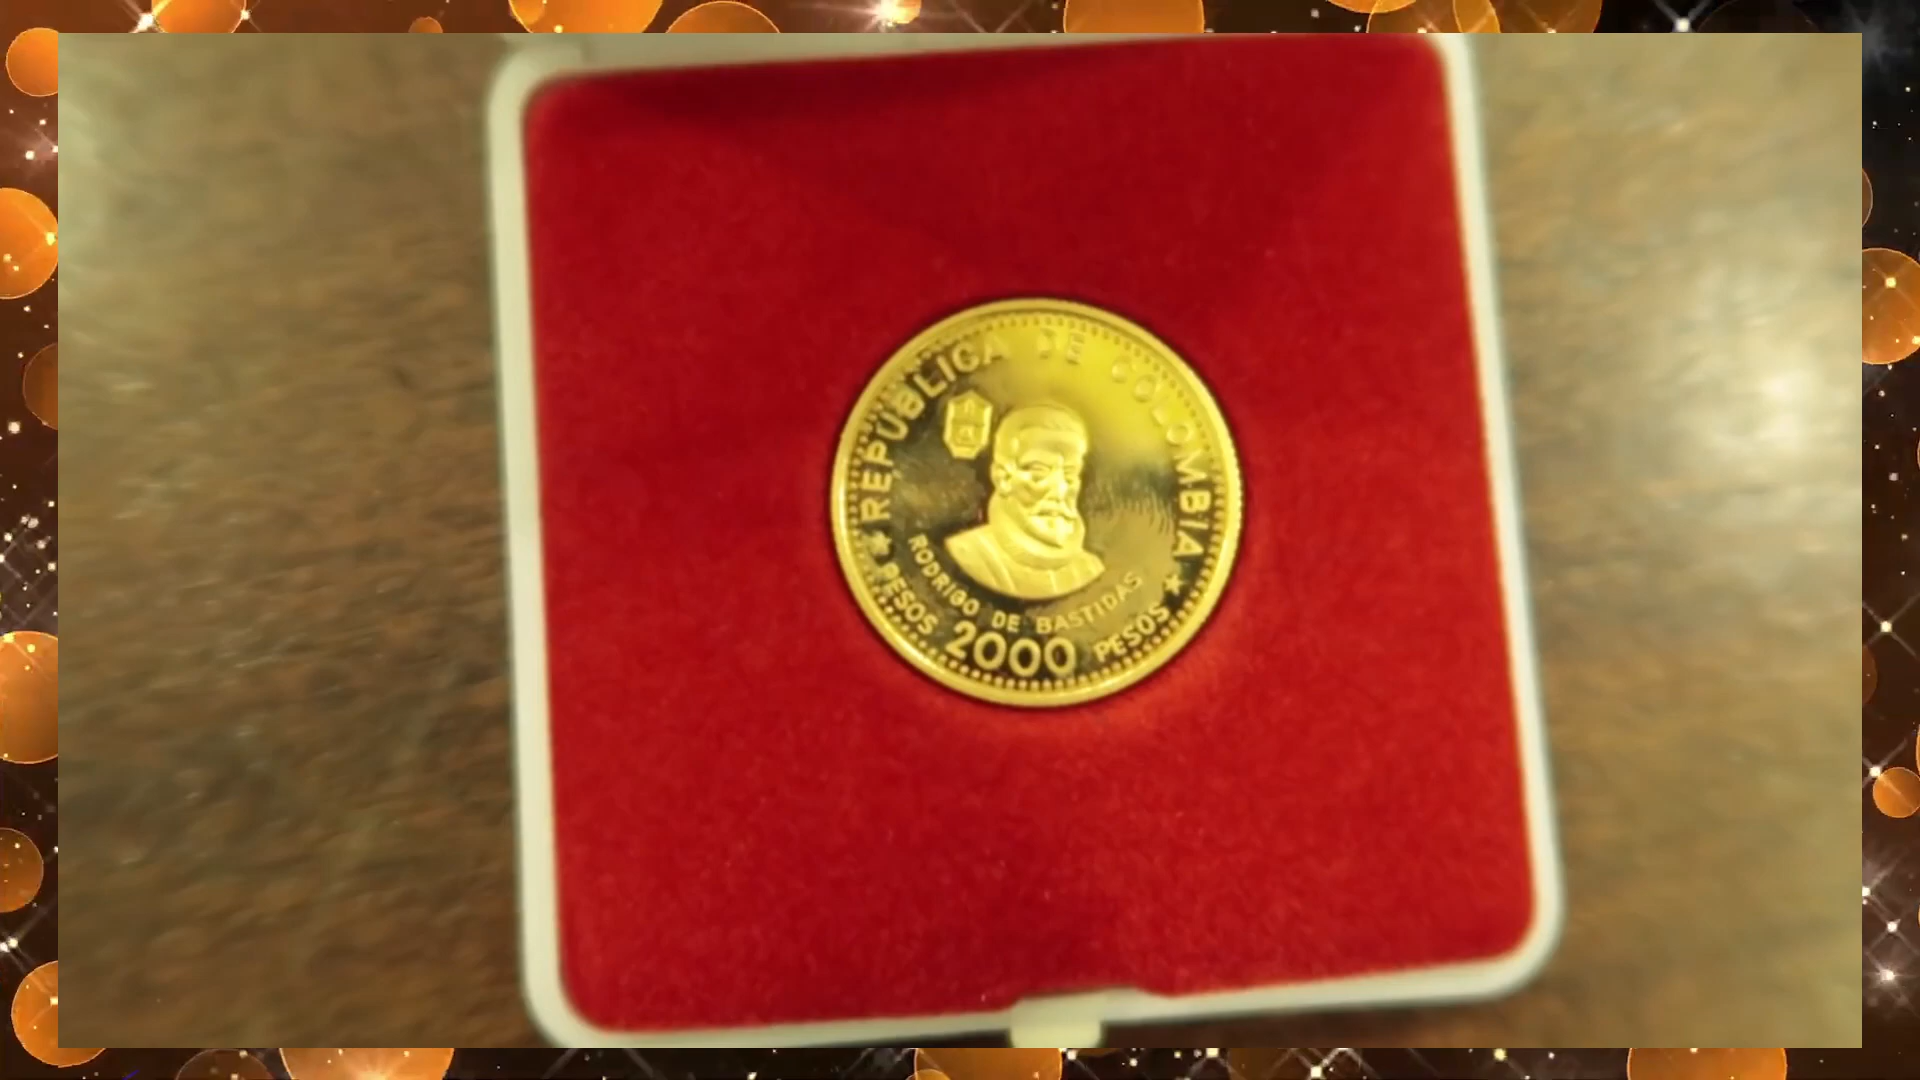 REPUBLICA DE COLOMBIA
RODRIGO DE BASTIDAS
PESOS 2000 PESOS